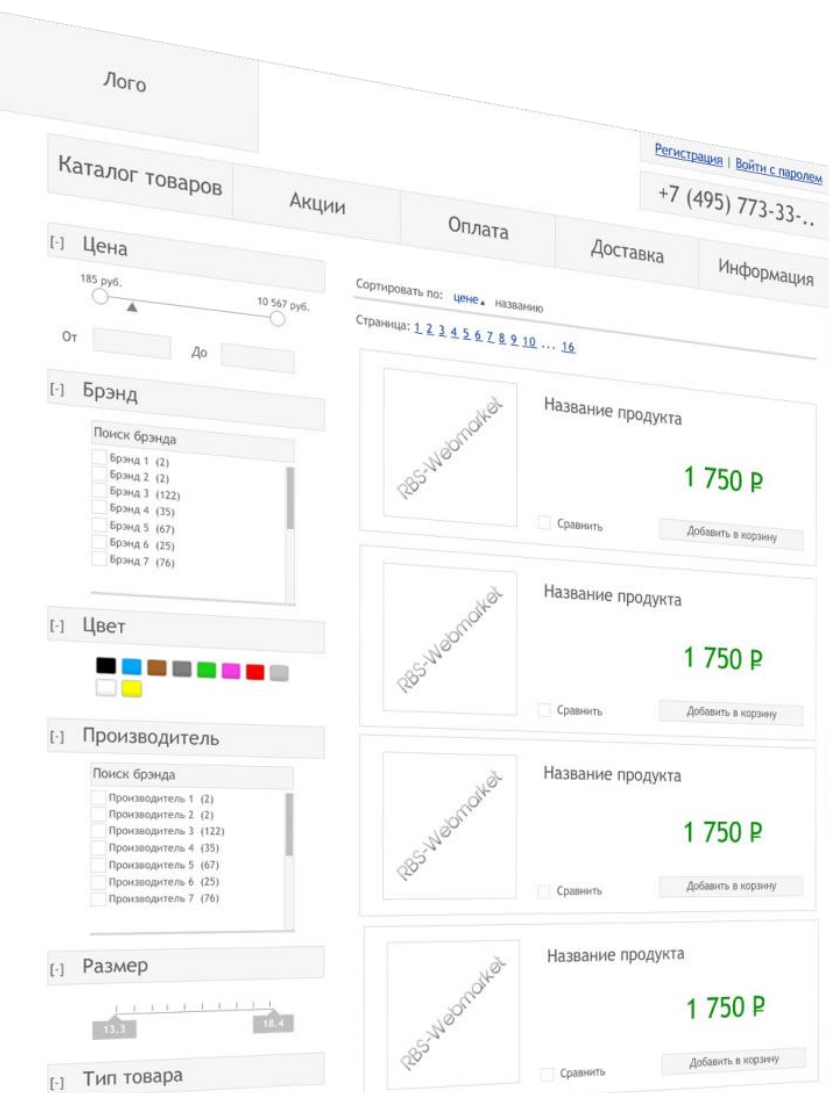 Лого
Регистрация | Войти с паролем
+7 (495) 773-33-..
Каталог товаров
Акции
Оплата
Доставка
Информация
[-] Цена
185 руб.
10 567 руб.
От
До
[-] Брэнд
Поиск брэнда
Брэнд 1 (2)
Брэнд 2 (2)
Брэнд 3 (122)
Брэнд 4 (35)
Брэнд 5 (67)
Брэнд 6 (25)
Брэнд 7 (76)
[-] Цвет
[-] Производитель
Поиск брэнда
Производитель 1 (2)
Производитель 2 (2)
Производитель 3 (122)
Производитель 4 (35)
Производитель 5 (67)
Производитель 6 (25)
Производитель 7 (76)
[-] Размер
13.3
18.4
[-] Тип товара
Сортировать по: цене▲ названию
Страница: 1 2 3 4 5 6 7 8 9 10 ... 16
RBS-Webmarket
Название продукта
1 750 ₽
Сравнить
Добавить в корзину
RBS-Webmarket
Название продукта
1 750 ₽
Сравнить
Добавить в корзину
RBS-Webmarket
Название продукта
1 750 ₽
Сравнить
Добавить в корзину
RBS-Webmarket
Название продукта
1 750 ₽
Сравнить
Добавить в корзину